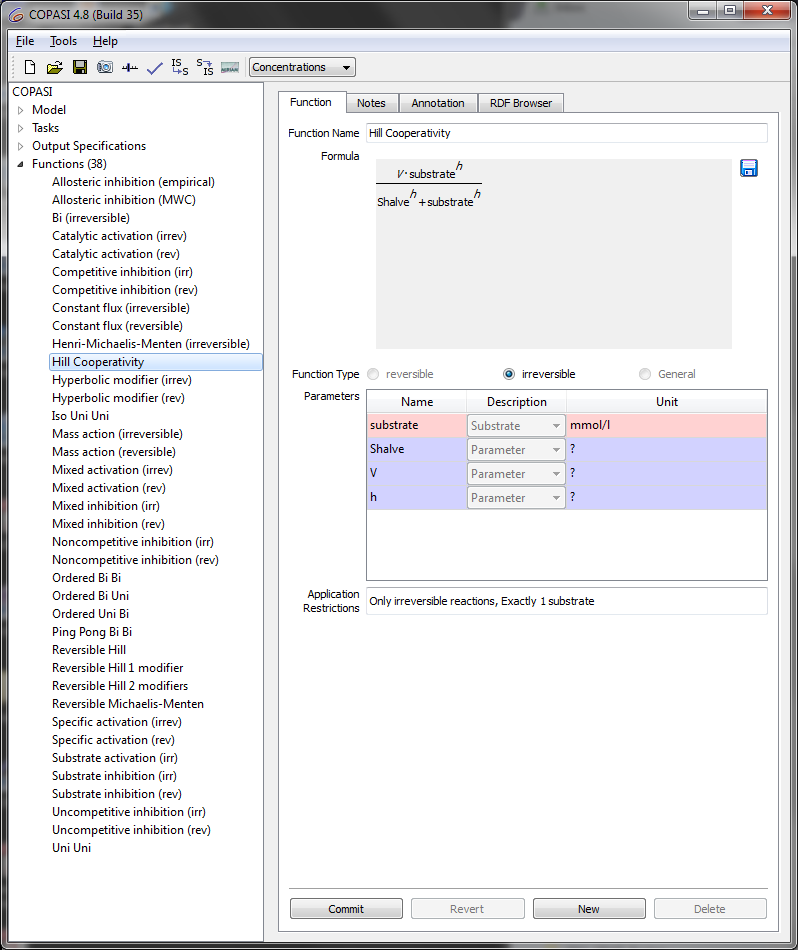 COPASI 4.8 (Build 35)
File Tools Help
IS S
S IS
Concentrations
COPASI
Model
Tasks
Output Specifications
Functions (38)
Allosteric inhibition (empirical)
Allosteric inhibition (MWC)
Bi (irreversible)
Catalytic activation (irrev)
Catalytic activation (rev)
Competitive inhibition (irr)
Competitive inhibition (rev)
Constant flux (irreversible)
Constant flux (reversible)
Henri-Michaelis-Menten (irreversible)
Hill Cooperativity
Hyperbolic modifier (irrev)
Hyperbolic modifier (rev)
Iso Uni Uni
Mass action (irreversible)
Mass action (reversible)
Mixed activation (irrev)
Mixed activation (rev)
Mixed inhibition (irr)
Mixed inhibition (rev)
Noncompetitive inhibition (irr)
Noncompetitive inhibition (rev)
Ordered Bi Bi
Ordered Bi Uni
Ordered Uni Bi
Ping Pong Bi Bi
Reversible Hill
Reversible Hill 1 modifier
Reversible Hill 2 modifiers
Reversible Michaelis-Menten
Specific activation (irrev)
Specific activation (rev)
Substrate activation (irr)
Substrate inhibition (irr)
Substrate inhibition (rev)
Uncompetitive inhibition (irr)
Uncompetitive inhibition (rev)
Uni Uni
Function Notes Annotation RDF Browser
Function Name Hill Cooperativity
Formula
V·substrate^h
Shalve^h+substrate^h
Function Type reversible irreversible General
Parameters
Name Description Unit
substrate Substrate mmol/l
Shalve Parameter ?
V Parameter ?
h Parameter ?
Application
Restrictions
Only irreversible reactions, Exactly 1 substrate
Commit Revert New Delete